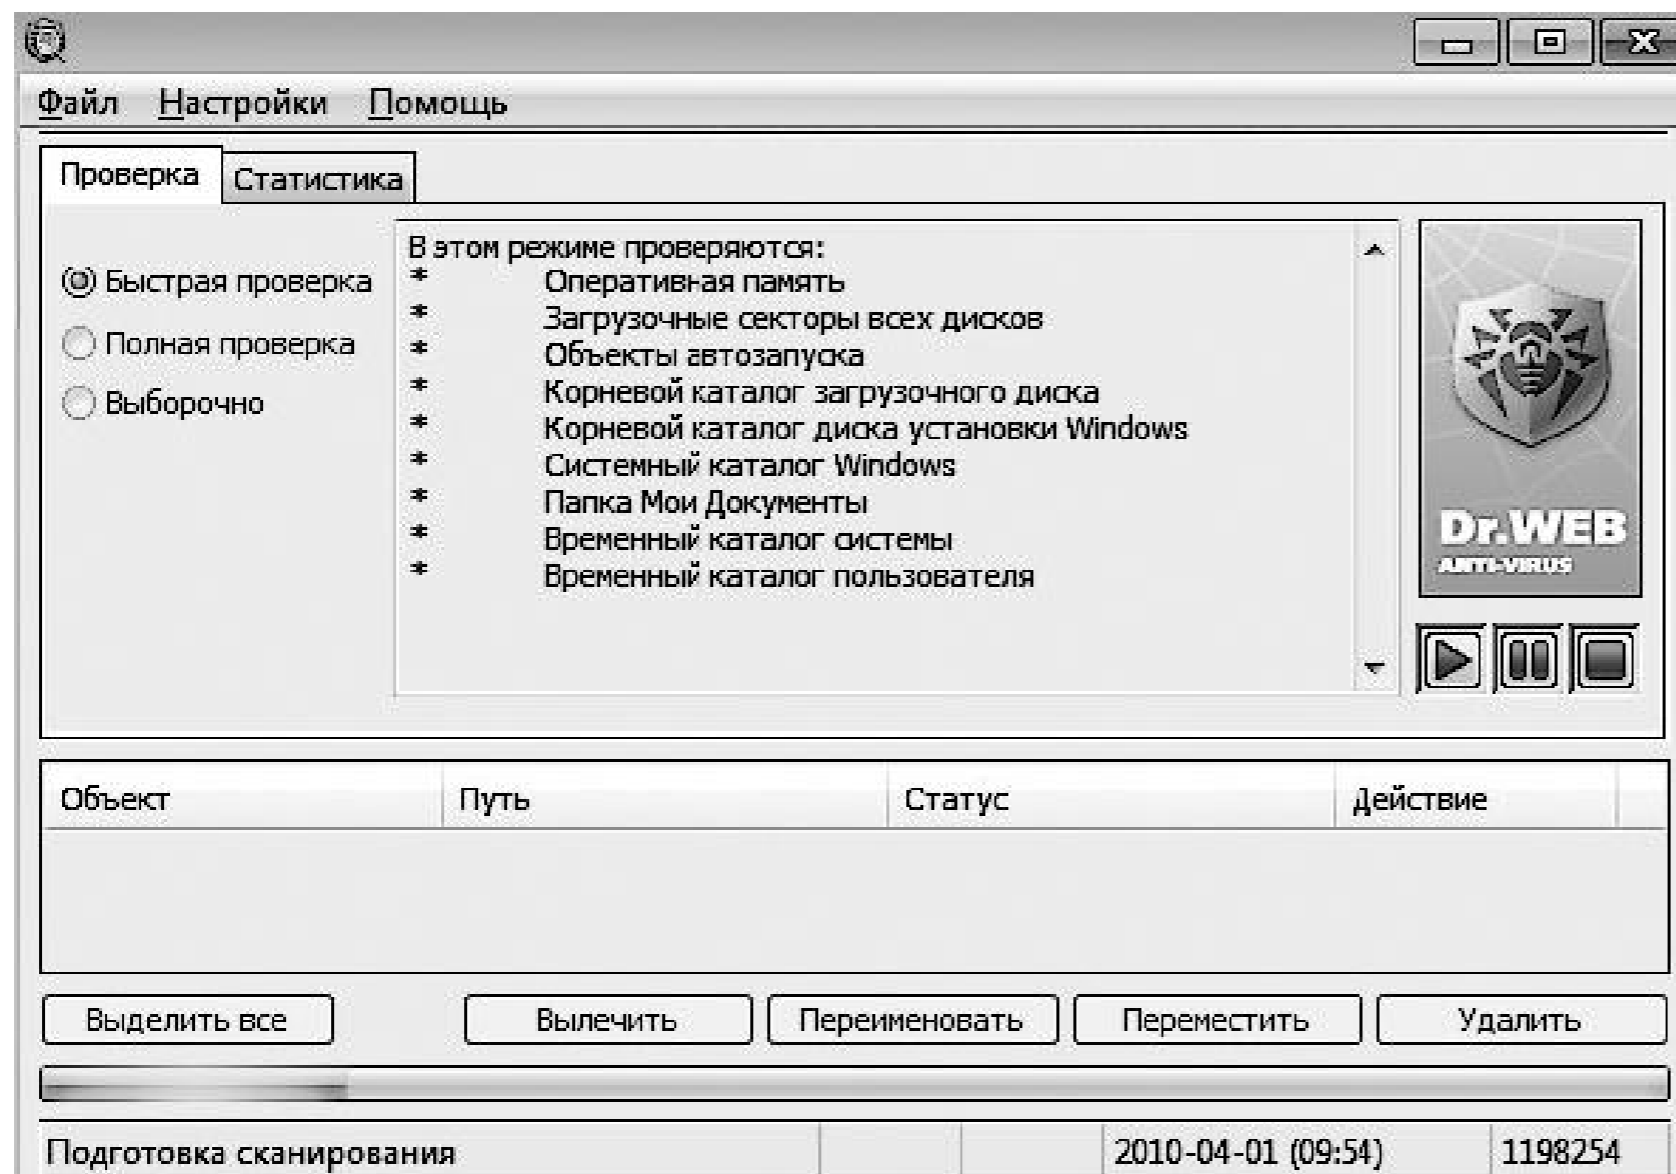 Файл Настройки Помощь
Проверка Статистика
Быстрая проверка
Полная проверка
Выборочно
В этом режиме проверяются:
* Оперативная память
* Загрузочные секторы всех дисков
* Объекты автозапуска
* Корневой каталог загрузочного диска
* Корневой каталог диска установки Windows
* Системный каталог Windows
* Папка Мои Документы
* Временный каталог системы
* Временный каталог пользователя
Dr.WEB
ANTI-VIRUS
Объект Путь Статус Действие
Выделить все Вылечить Переименовать Переместить Удалить
Подготовка сканирования 2010-04-01 (09:54) 1198254